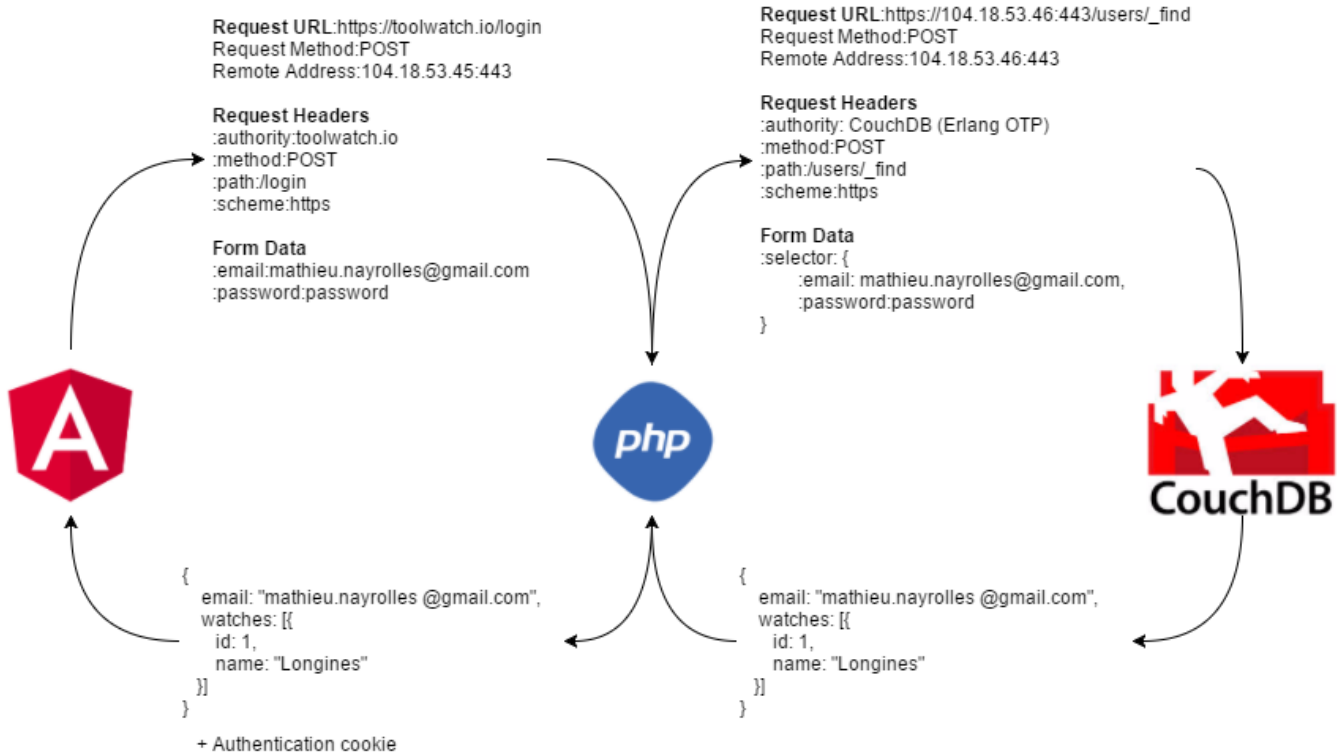 Request URL:https://toolwatch.io/login
Request Method:POST
Remote Address:104.18.53.45:443
Request Headers
:authority:toolwatch.io
:method:POST
:path:/login
:scheme:https
Form Data
:email:mathieu.nayrolles@gmail.com
:password:password
Request URL:https://104.18.53.46:443/users/_find
Request Method:POST
Remote Address:104.18.53.46:443
Request Headers
:authority: CouchDB (Erlang OTP)
:method:POST
:path:/users/_find
:scheme:https
Form Data
:selector: {
:email: mathieu.nayrolles@gmail.com,
:password:password
}
A
php
CouchDB
{
email: "mathieu.nayrolles @gmail.com",
watches: [{
id: 1,
name: "Longines"
}]
}
+ Authentication cookie
{
email: "mathieu.nayrolles @gmail.com",
watches: [{
id: 1,
name: "Longines"
}]
}